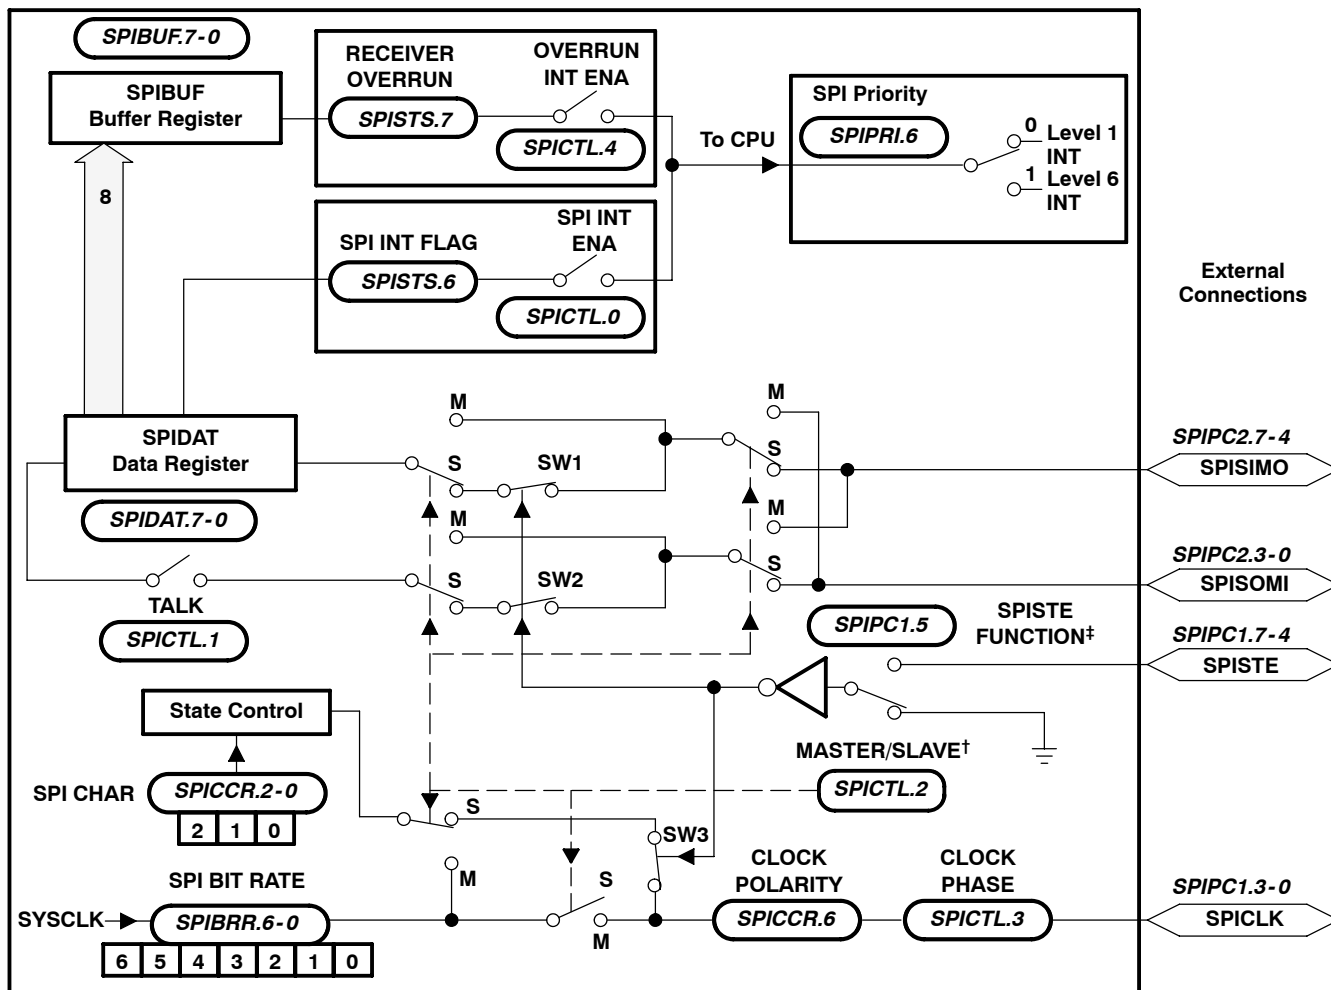 SPIBUF.7-0
SPIBUF
Buffer Register
8
RECEIVER
OVERRUN
SPISTS.7
OVERRUN
INT ENA
SPICTL.4
To CPU
SPI Priority
SPIPRI.6
0
Level 1
INT
1
Level 6
INT
SPI INT FLAG
SPISTS.6
SPI INT
ENA
SPICTL.0
External
Connections
SPIDAT
Data Register
SPIDAT.7-0
M
S
SW1
M
S
SPIPC2.7-4
SPISIMO
M
S
SW2
M
S
SPIPC2.3-0
SPISOMI
TALK
SPICTL.1
SPIPC1.5
SPISTE
FUNCTION‡
SPIPC1.7-4
SPISTE
State Control
MASTER/SLAVE†
SPICTL.2
SPI CHAR
SPICCR.2-0
2 1 0
S
M
SW3
SPI BIT RATE
SYSCLK
SPIBRR.6-0
6 5 4 3 2 1 0
S
M
CLOCK
POLARITY
SPICCR.6
CLOCK
PHASE
SPICTL.3
SPIPC1.3-0
SPICLK